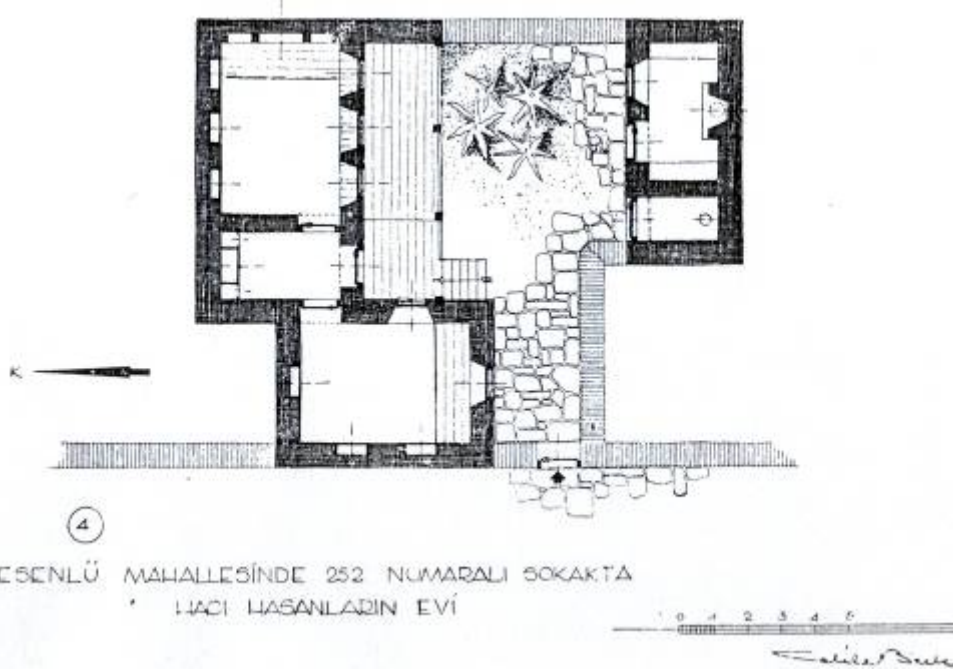 K
4
ESENLÜ MAHALLESİNDE 252 NUMARALI SOKAKTA
HACI HASANLARIN EVİ
0 1 2 3 4 5